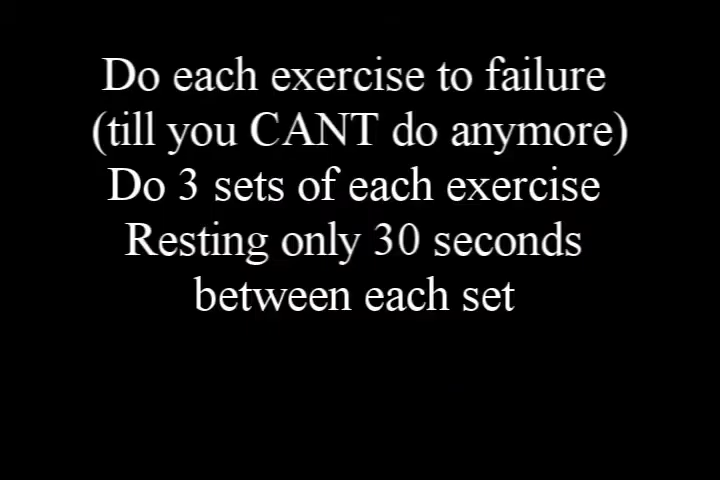 Do each exercise to failure
(till you CANT do anymore)
Do 3 sets of each exercise
Resting only 30 seconds
between each set